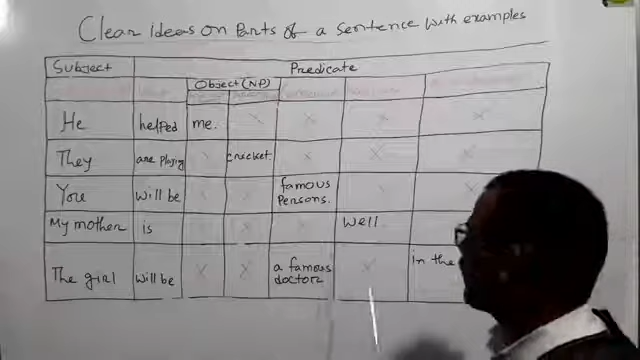 Clear ideas on Parts of a Sentence with examples
Subject Predicate
Object (NP)
He helped me. X X X X
They are playing X cricket. X X X
You will be X X famous Persons. X X
My mother is X X X well
The girl will be X X a famous doctor X in the